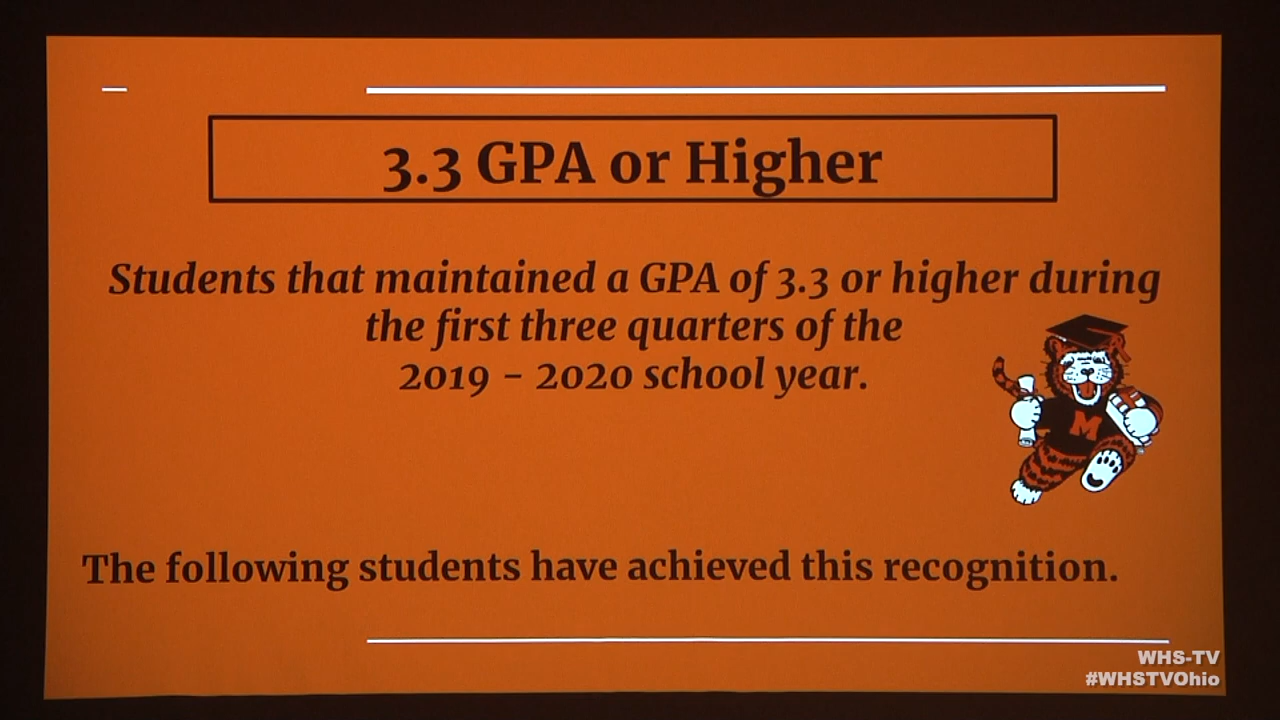 3.3 GPA or Higher
Students that maintained a GPA of 3.3 or higher during
the first three quarters of the
2019 - 2020 school year.
M
The following students have achieved this recognition.
WHS-TV
#WHSTVOhio